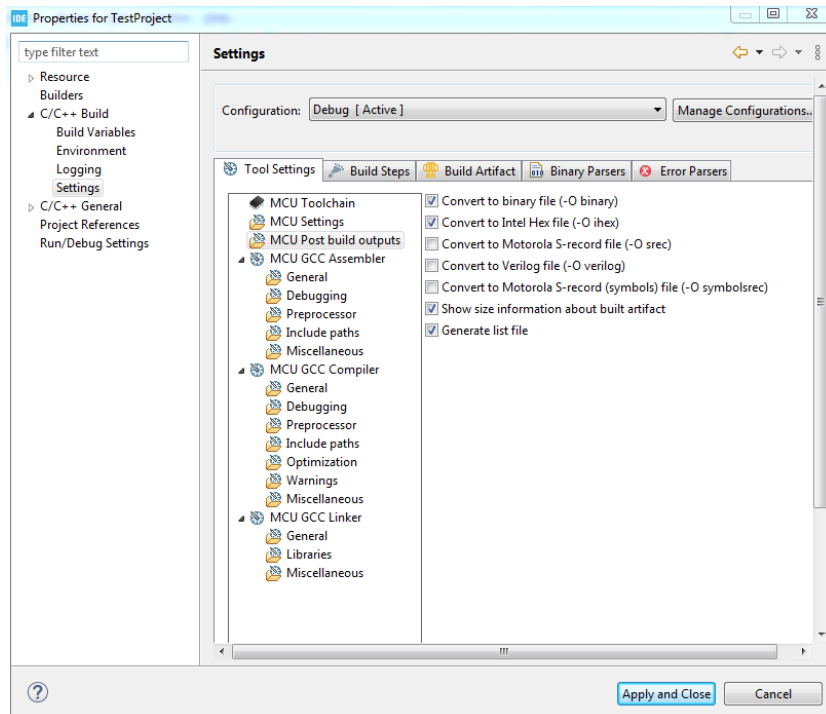 IDE Properties for TestProject
type filter text
Resource
Builders
C/C++ Build
Build Variables
Environment
Logging
Settings
C/C++ General
Project References
Run/Debug Settings
Settings
Configuration: Debug [ Active ] Manage Configurations..
Tool Settings Build Steps Build Artifact Binary Parsers Error Parsers
MCU Toolchain
MCU Settings
MCU Post build outputs
MCU GCC Assembler
General
Debugging
Preprocessor
Include paths
Miscellaneous
MCU GCC Compiler
General
Debugging
Preprocessor
Include paths
Optimization
Warnings
Miscellaneous
MCU GCC Linker
General
Libraries
Miscellaneous
Convert to binary file (-O binary)
Convert to Intel Hex file (-O ihex)
Convert to Motorola S-record file (-O srec)
Convert to Verilog file (-O verilog)
Convert to Motorola S-record (symbols) file (-O symbolsrec)
Show size information about built artifact
Generate list file
Apply and Close Cancel